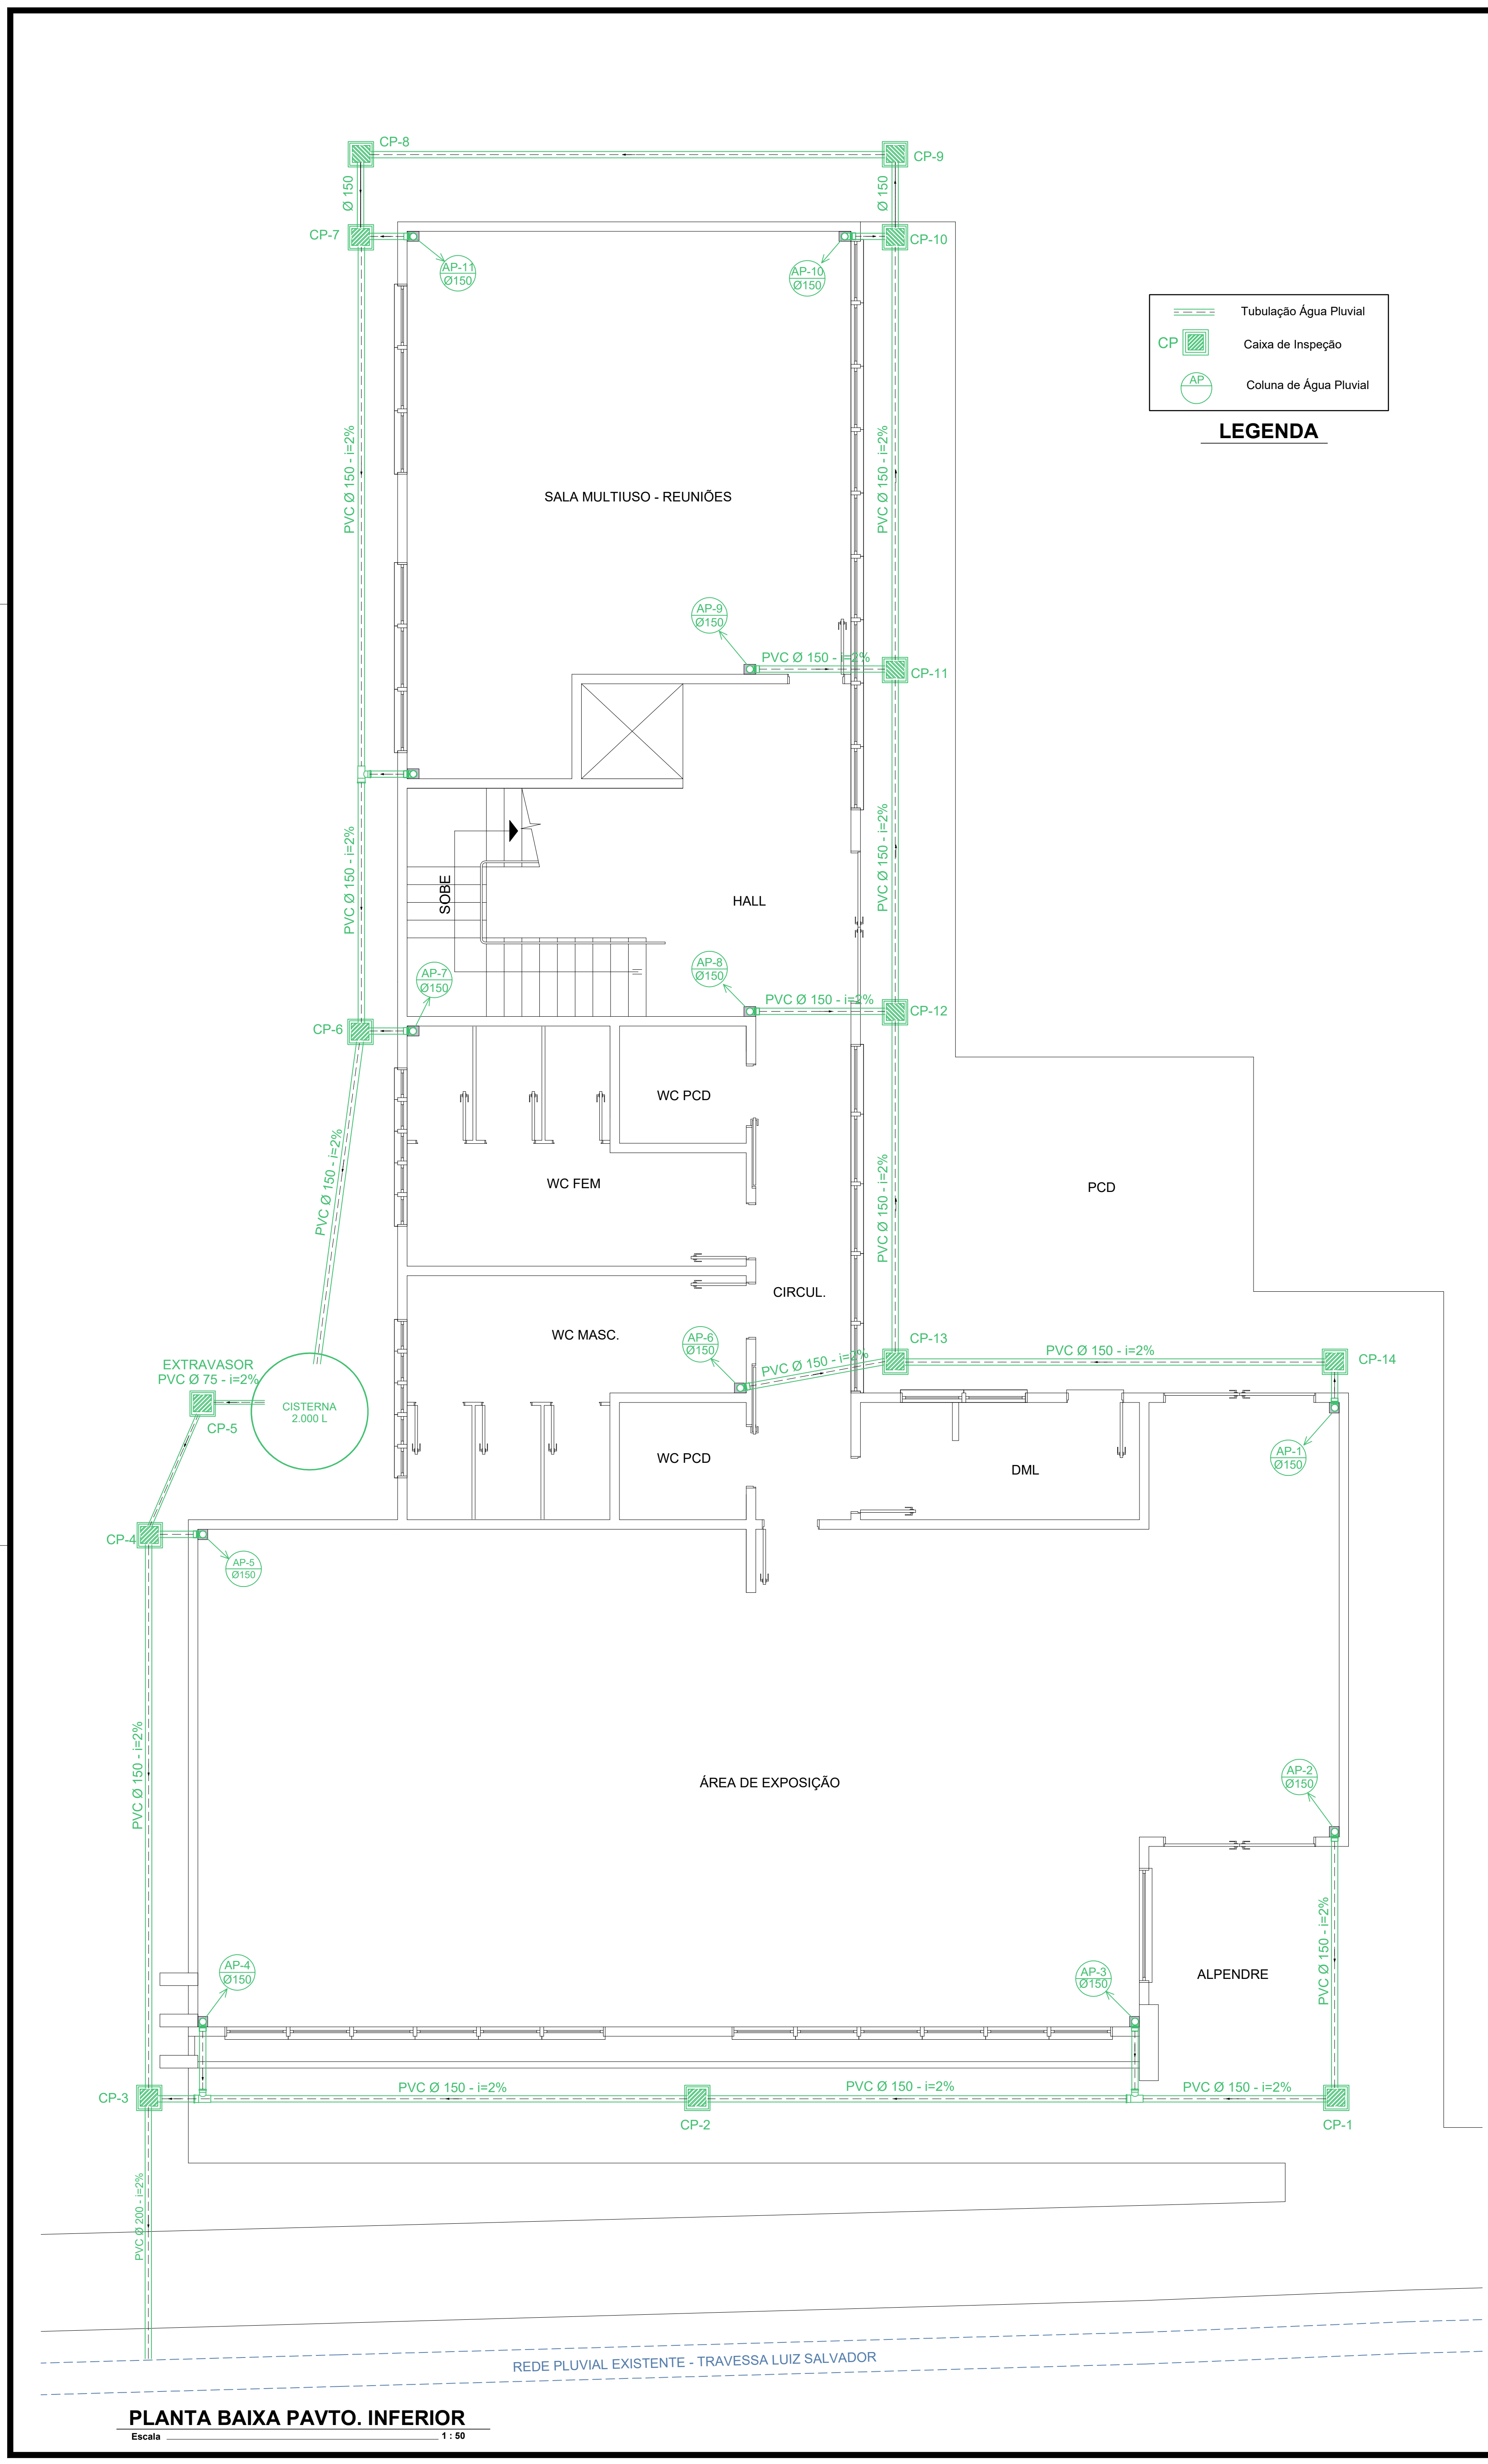 CP-8
CP-9
Ø 150
Ø 150
CP-7
CP-10
AP-11
Ø150
AP-10
Ø150
Tubulação Água Pluvial
CP
Caixa de Inspeção
AP
Coluna de Água Pluvial
LEGENDA
PVC Ø 150 - i=2%
PVC Ø 150 - i=2%
SALA MULTIUSO - REUNIÕES
AP-9
Ø150
PVC Ø 150 - i=2%
CP-11
PVC Ø 150 - i=2%
PVC Ø 150 - i=2%
SOBE
HALL
AP-7
Ø150
AP-8
Ø150
PVC Ø 150 - i=2%
CP-6
CP-12
WC PCD
PVC Ø 150 - i=2%
WC FEM
PVC Ø 150 - i=2%
PCD
CIRCUL.
WC MASC.
AP-6
Ø150
PVC Ø 150 - i=2%
CP-13
PVC Ø 150 - i=2%
CP-14
EXTRAVASOR
PVC Ø 75 - i=2%
CISTERNA
2.000 L
CP-5
WC PCD
DML
AP-1
Ø150
CP-4
AP-5
Ø150
PVC Ø 150 - i=2%
ÁREA DE EXPOSIÇÃO
AP-2
Ø150
PVC Ø 150 - i=2%
AP-4
Ø150
AP-3
Ø150
ALPENDRE
CP-3
PVC Ø 150 - i=2%
PVC Ø 150 - i=2%
PVC Ø 150 - i=2%
CP-2
CP-1
PVC Ø 200 - i=2%
REDE PLUVIAL EXISTENTE - TRAVESSA LUIZ SALVADOR
PLANTA BAIXA PAVTO. INFERIOR
Escala 1 : 50